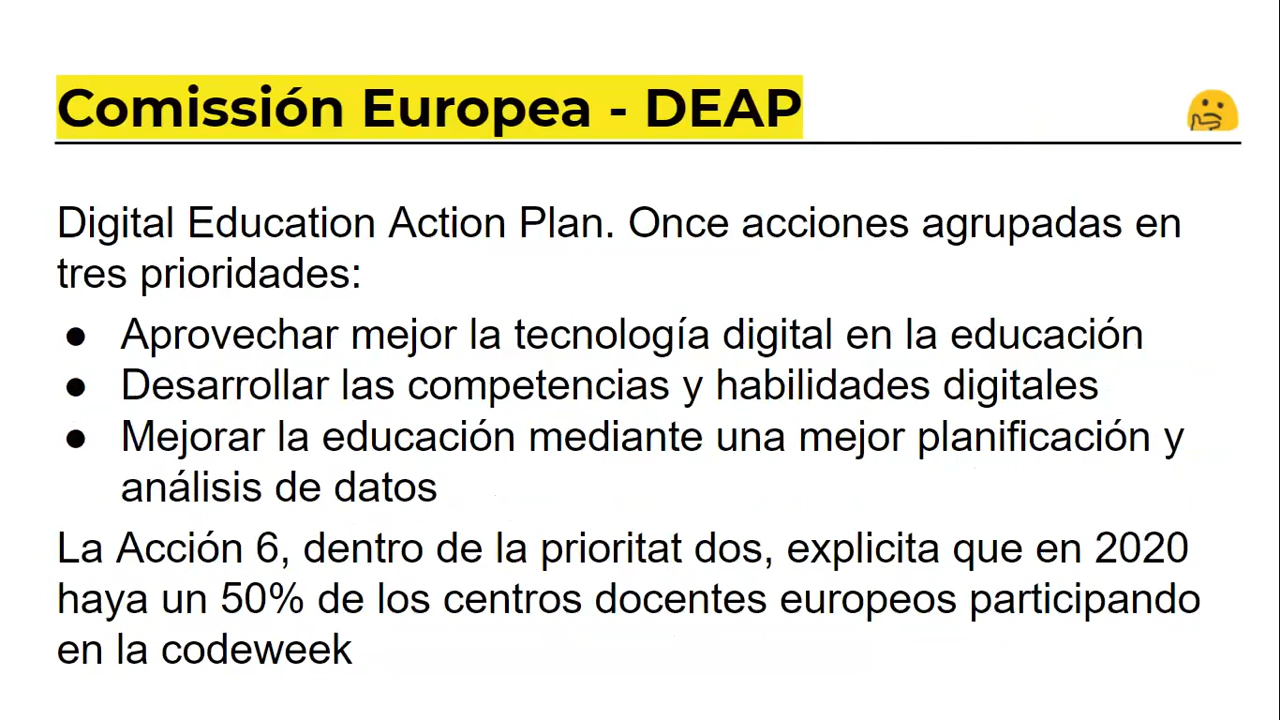 Comissión Europea - DEAP
Digital Education Action Plan. Once acciones agrupadas en
tres prioridades:
● Aprovechar mejor la tecnología digital en la educación
● Desarrollar las competencias y habilidades digitales
● Mejorar la educación mediante una mejor planificación y
análisis de datos
La Acción 6, dentro de la prioritat dos, explicita que en 2020
haya un 50% de los centros docentes europeos participando
en la codeweek